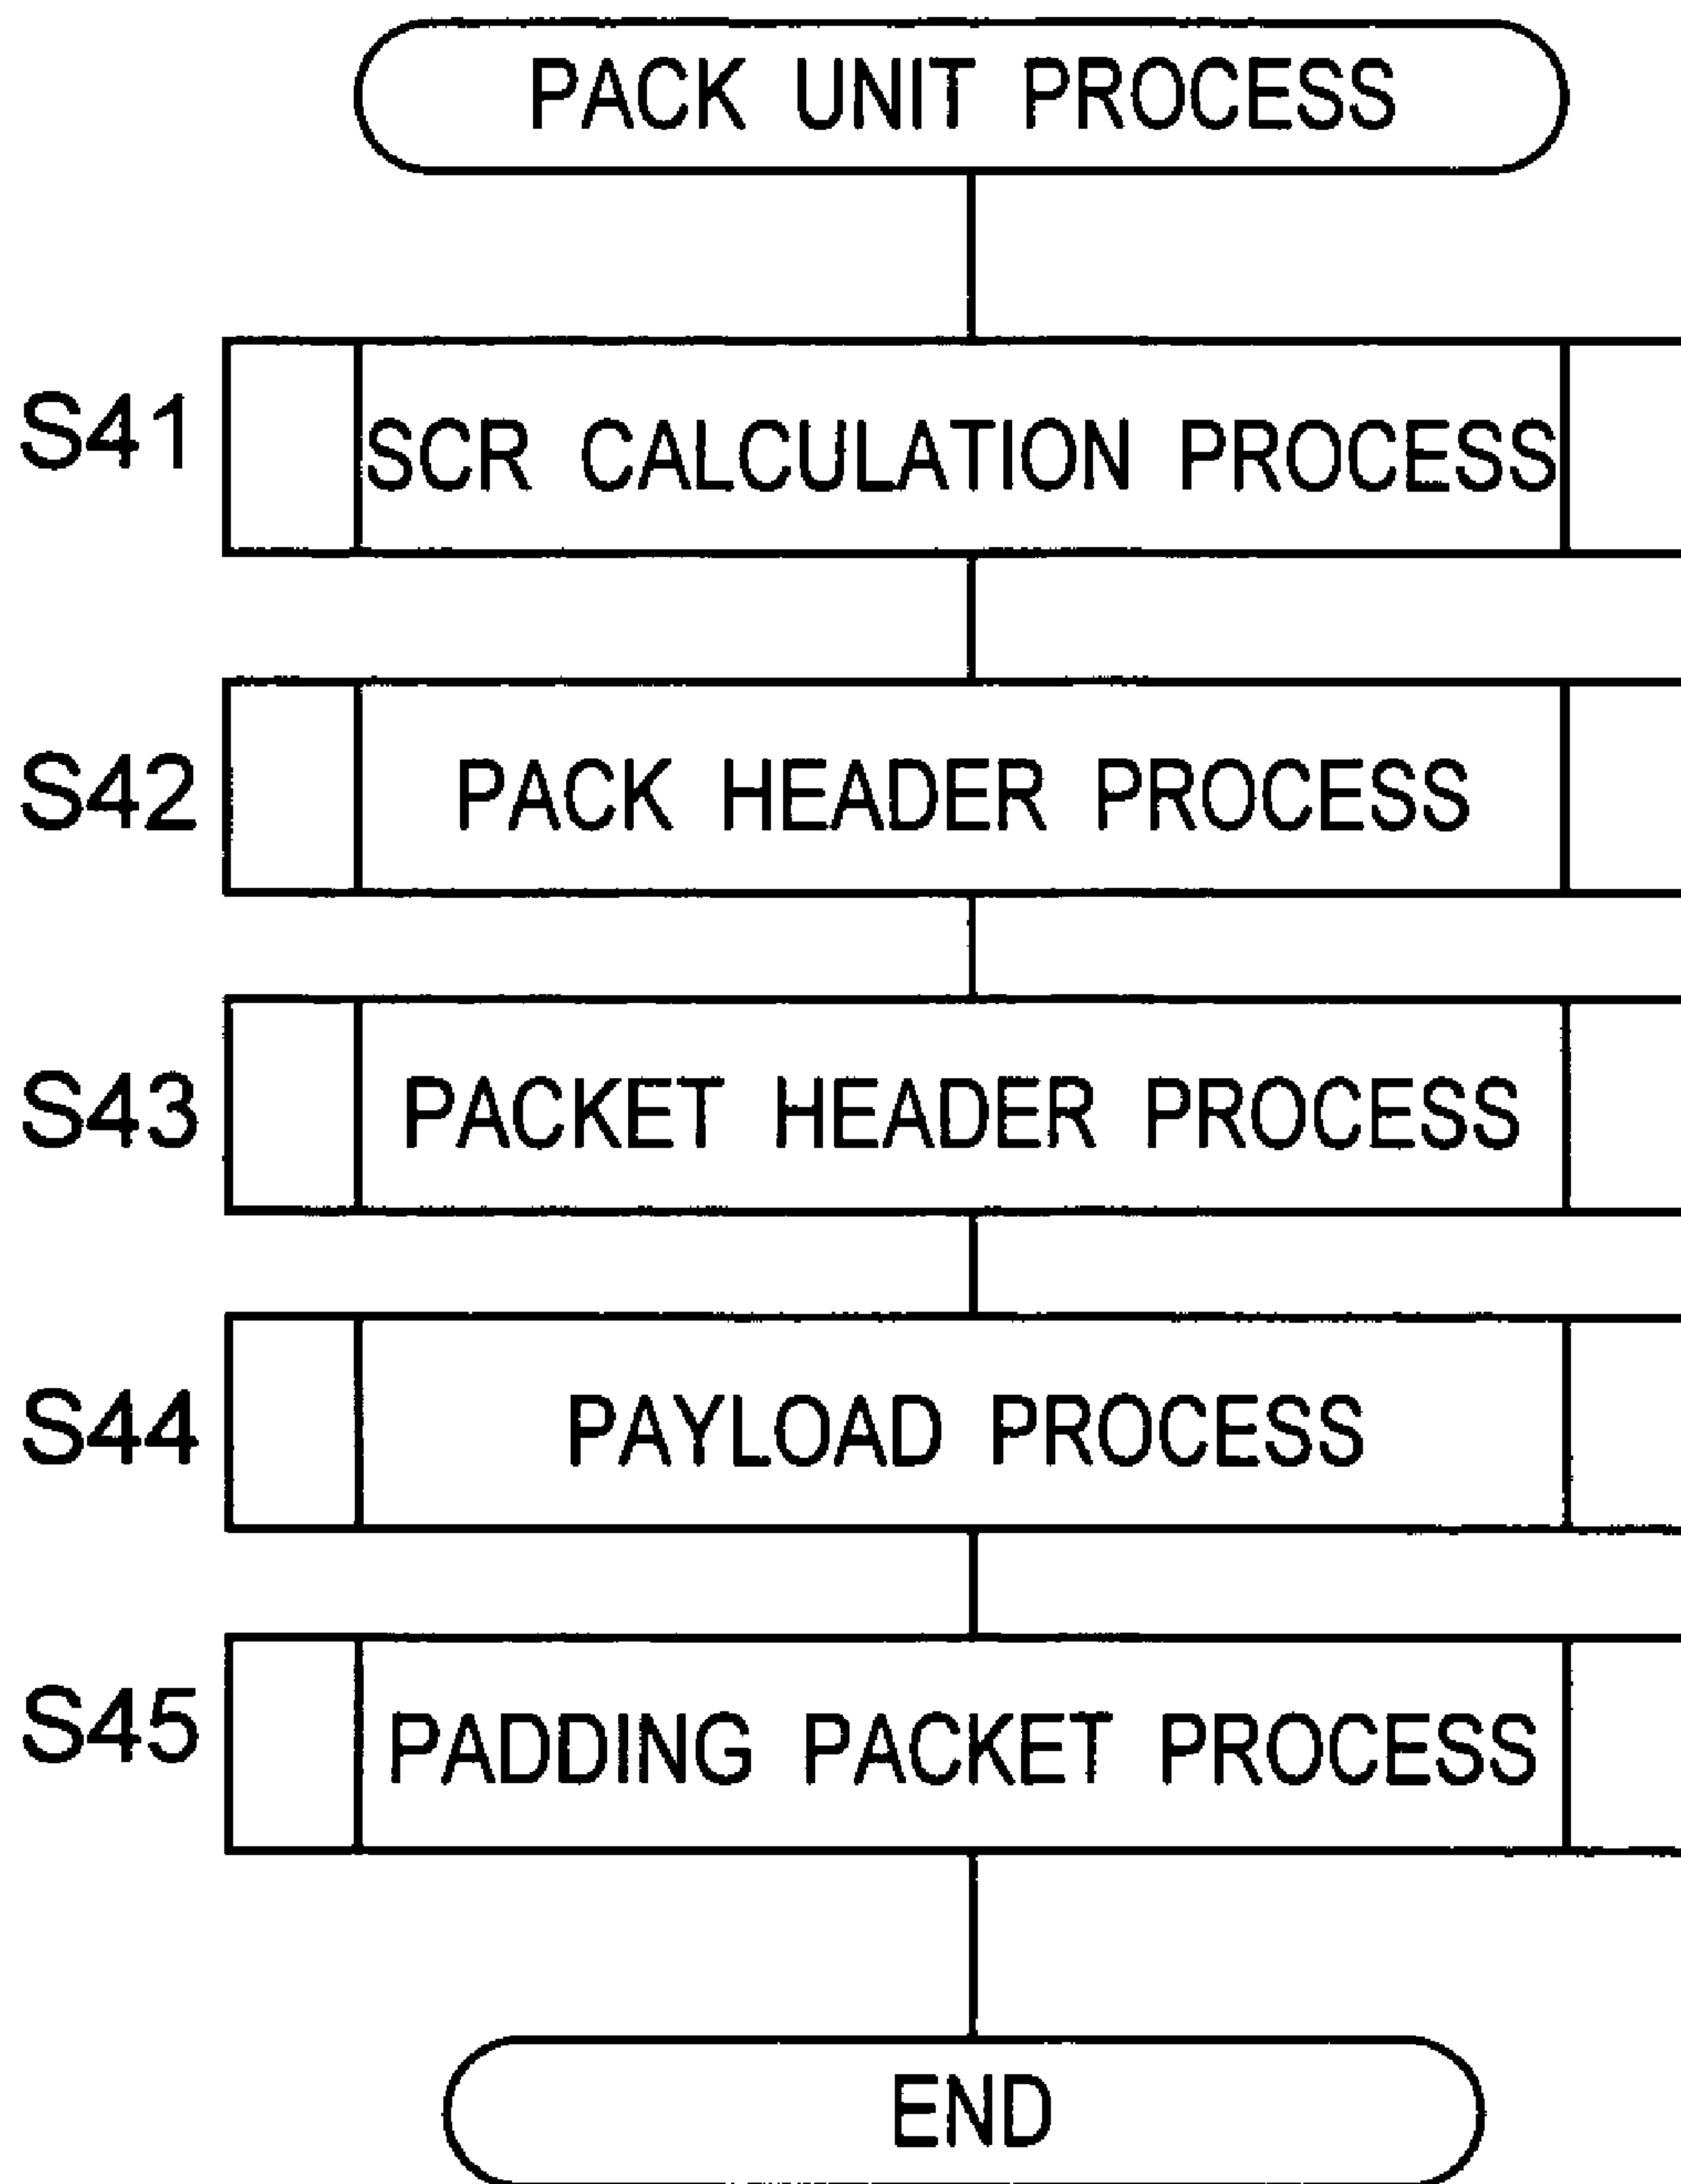 PACK UNIT PROCESS
S41 SCR CALCULATION PROCESS
S42 PACK HEADER PROCESS
S43 PACKET HEADER PROCESS
S44 PAYLOAD PROCESS
S45 PADDING PACKET PROCESS
END